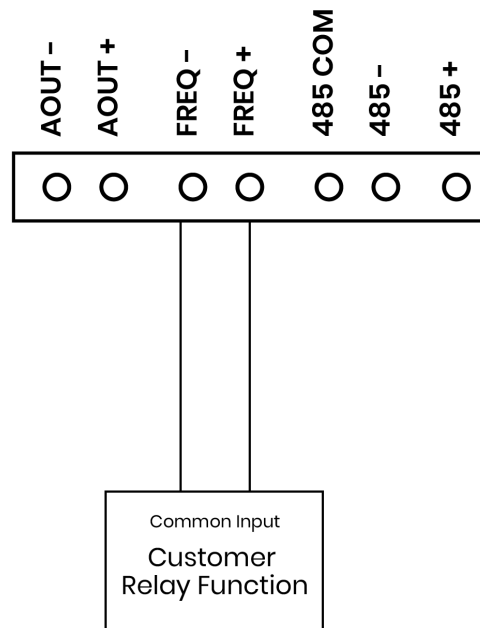 AOUT –
AOUT +
FREQ –
FREQ +
485 COM
485 –
485 +
Common Input
Customer
Relay Function